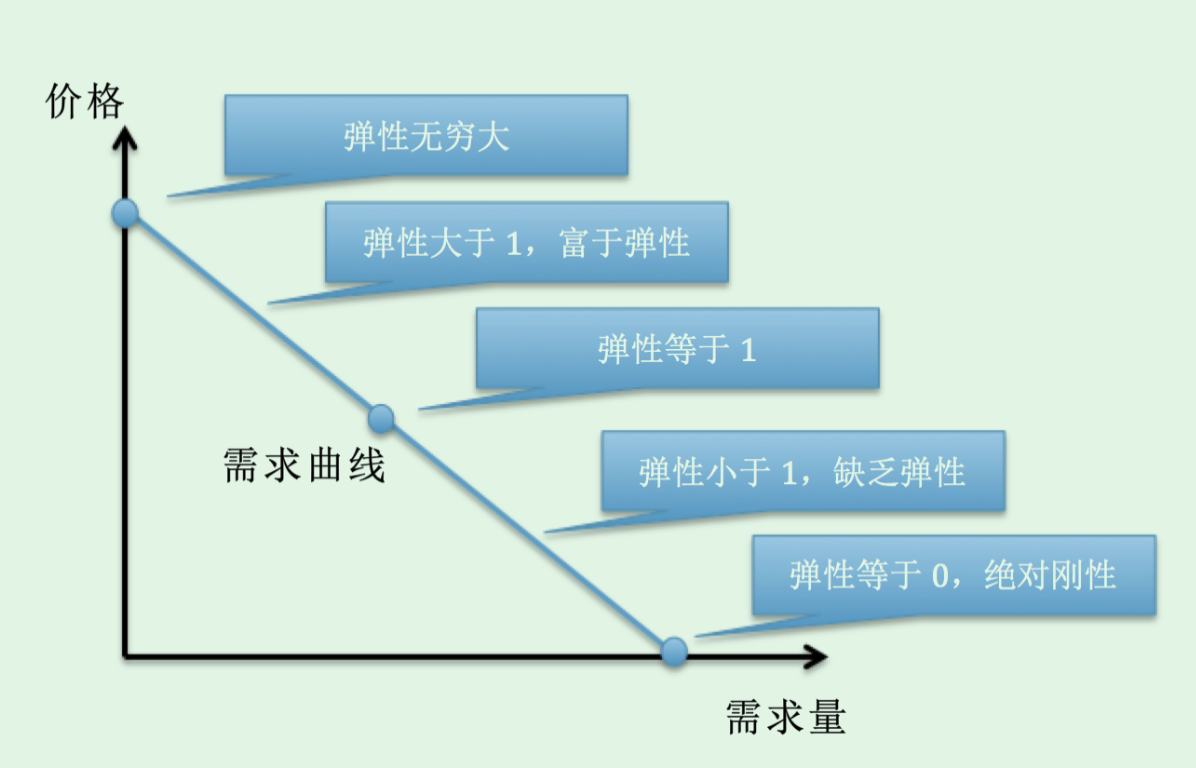 价格
弹性无穷大
弹性大于 1，富于弹性
弹性等于 1
需求曲线
弹性小于 1，缺乏弹性
弹性等于 0，绝对刚性
需求量